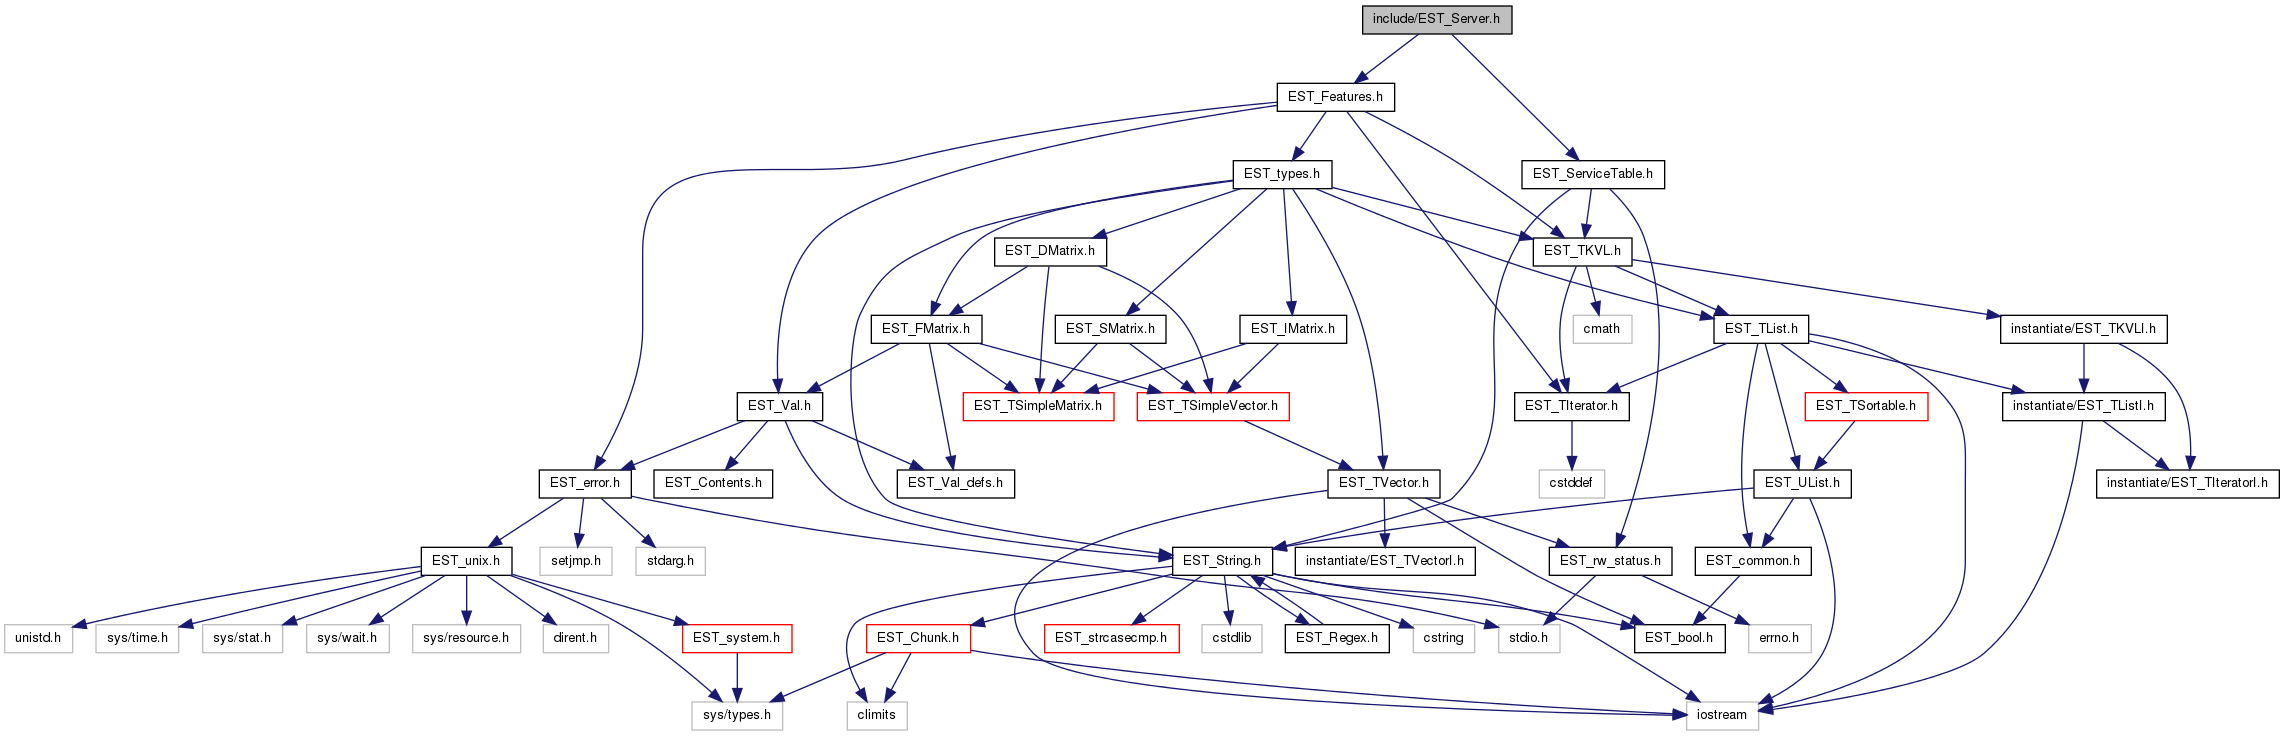 include/EST_Server.h
EST_Features.h
EST_types.h
EST_ServiceTable.h
EST_DMatrix.h
EST_TKVL.h
EST_FMatrix.h
EST_SMatrix.h
EST_IMatrix.h
cmath
EST_TList.h
instantiate/EST_TKVLI.h
EST_Val.h
EST_TSimpleMatrix.h
EST_TSimpleVector.h
EST_TIterator.h
EST_TSortable.h
instantiate/EST_TListI.h
EST_error.h
EST_Contents.h
EST_Val_defs.h
EST_TVector.h
cstddef
EST_UList.h
instantiate/EST_TIteratorI.h
EST_unix.h
setjmp.h
stdarg.h
EST_String.h
instantiate/EST_TVectorI.h
EST_rw_status.h
EST_common.h
unistd.h
sys/time.h
sys/stat.h
sys/wait.h
sys/resource.h
dirent.h
EST_system.h
EST_Chunk.h
EST_strcasecmp.h
cstdlib
EST_Regex.h
cstring
stdio.h
EST_bool.h
errno.h
sys/types.h
climits
iostream